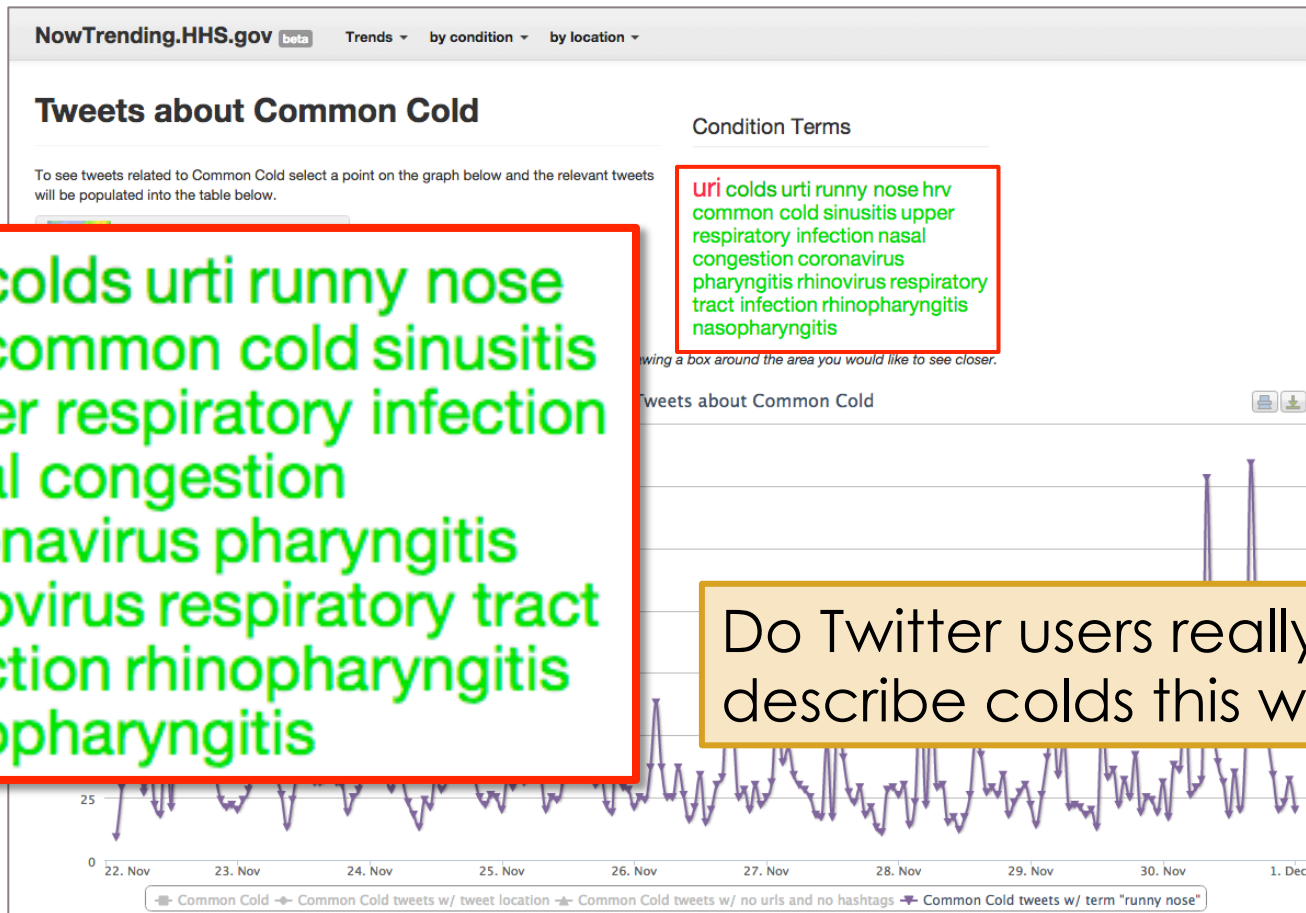 NowTrending.HHS.gov beta Trends by condition by location
Tweets about Common Cold
To see tweets related to Common Cold select a point on the graph below and the relevant tweets
will be populated into the table below.
Condition Terms
uri colds urti runny nose hrv
common cold sinusitis upper
respiratory infection nasal
congestion coronavirus
pharyngitis rhinovirus respiratory
tract infection rhinopharyngitis
nasopharyngitis
colds urti runny nose
common cold sinusitis
er respiratory infection
al congestion
navirus pharyngitis
ovirus respiratory tract
ction rhinopharyngitis
opharyngitis
wing a box around the area you would like to see closer.
Tweets about Common Cold
Do Twitter users really
describe colds this w
25
0
22. Nov 23. Nov 24. Nov 25. Nov 26. Nov 27. Nov 28. Nov 29. Nov 30. Nov 1. Dec
Common Cold Common Cold tweets w/ tweet location Common Cold tweets w/ no urls and no hashtags Common Cold tweets w/ term "runny nose"